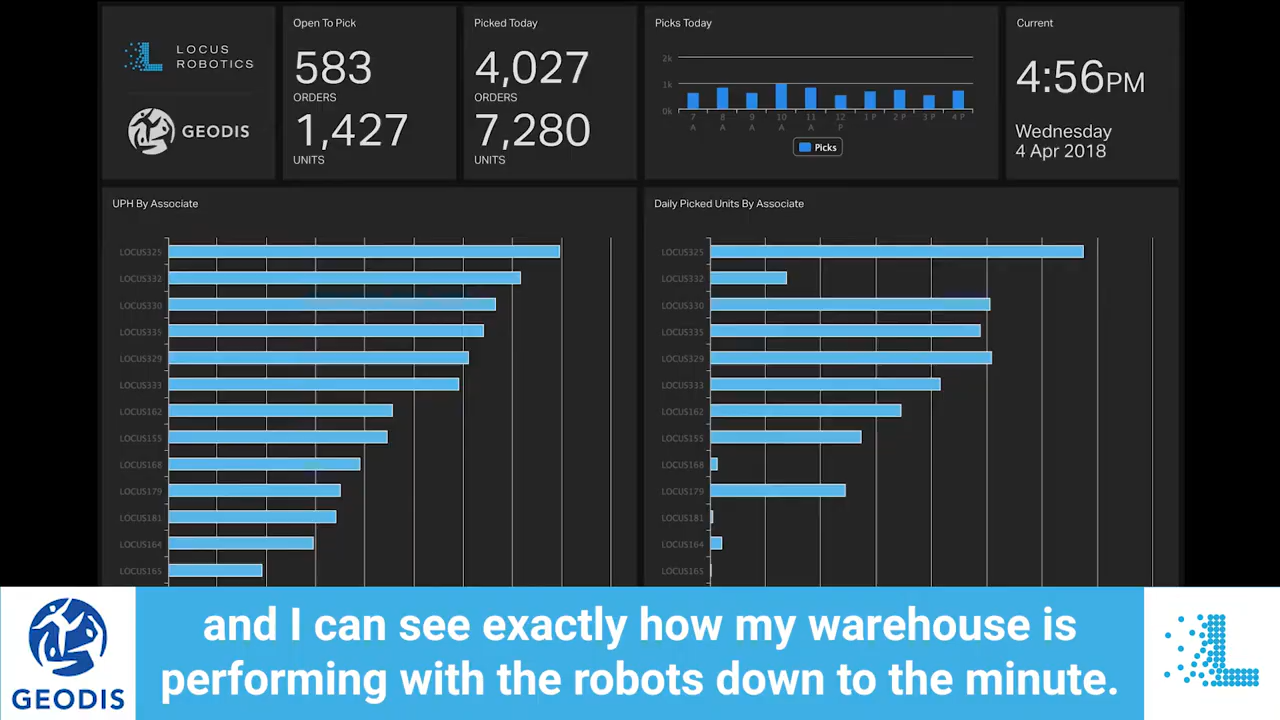 LOCUS
ROBOTICS
GEODIS
Open To Pick
583
ORDERS
1,427
UNITS
Picked Today
4,027
ORDERS
7,280
UNITS
Picks Today
2k
1k
0k
7 8 9 10 11 12 1 P 2 P 3 P 4 P
A A A A A P
Picks
Current
4:56PM
Wednesday
4 Apr 2018
UPH By Associate
LOCUS325
LOCUS332
LOCUS330
LOCUS335
LOCUS329
LOCUS333
LOCUS162
LOCUS155
LOCUS168
LOCUS179
LOCUS181
LOCUS164
LOCUS165
Daily Picked Units By Associate
LOCUS325
LOCUS332
LOCUS330
LOCUS335
LOCUS329
LOCUS333
LOCUS162
LOCUS155
LOCUS168
LOCUS179
LOCUS181
LOCUS164
LOCUS165
GEODIS
and I can see exactly how my warehouse is
performing with the robots down to the minute.